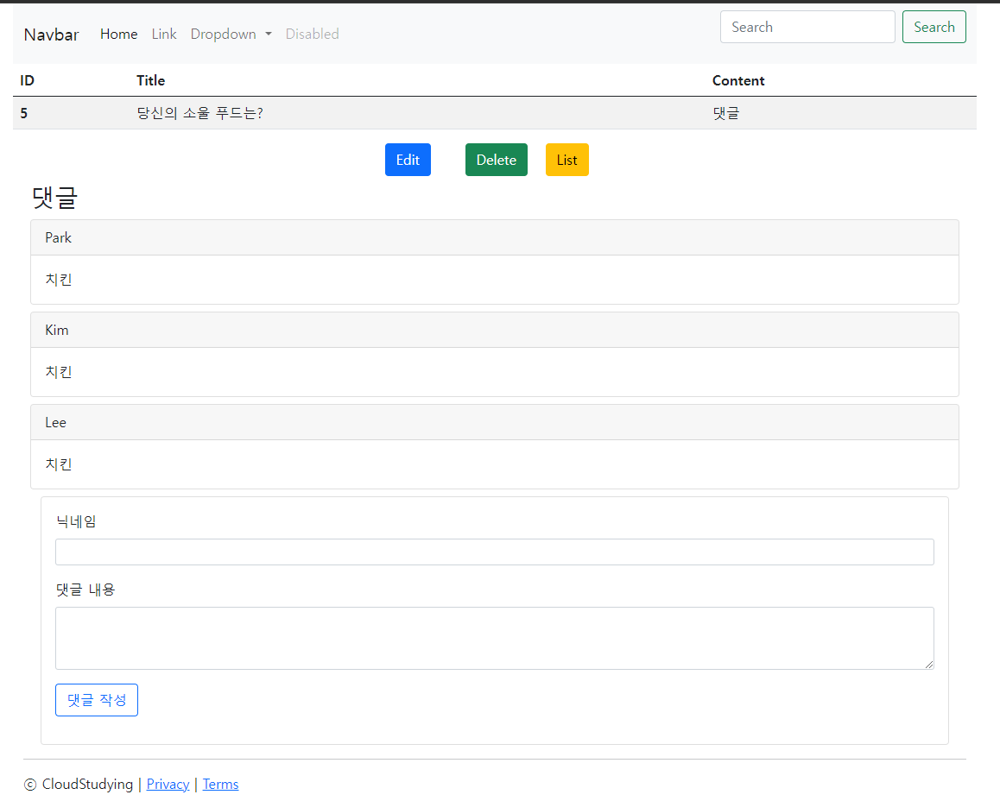 Navbar Home Link Dropdown Disabled Search Search
ID Title Content
5 당신의 소울 푸드는? 댓글
Edit Delete List
댓글
Park
치킨
Kim
치킨
Lee
치킨
닉네임
댓글 내용
댓글 작성
ⓒ CloudStudying | Privacy | Terms